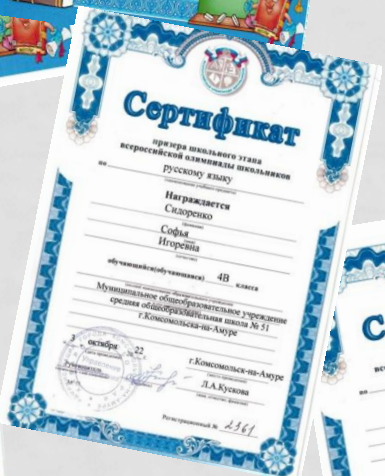 Сертификат
призера школьного этапа
всероссийской олимпиады школьников
по русскому языку
Награждается
Сидоренко
Софья
Игоревна
обучающийся(обучающаяся) 4В класса
Муниципальное общеобразовательное учреждение
средняя общеобразовательная школа № 51
г.Комсомольска-на-Амуре
октября 22
г.Комсомольск-на-Амуре
Руководитель
Л.А.Кускова
Регистрационный № 2361
С